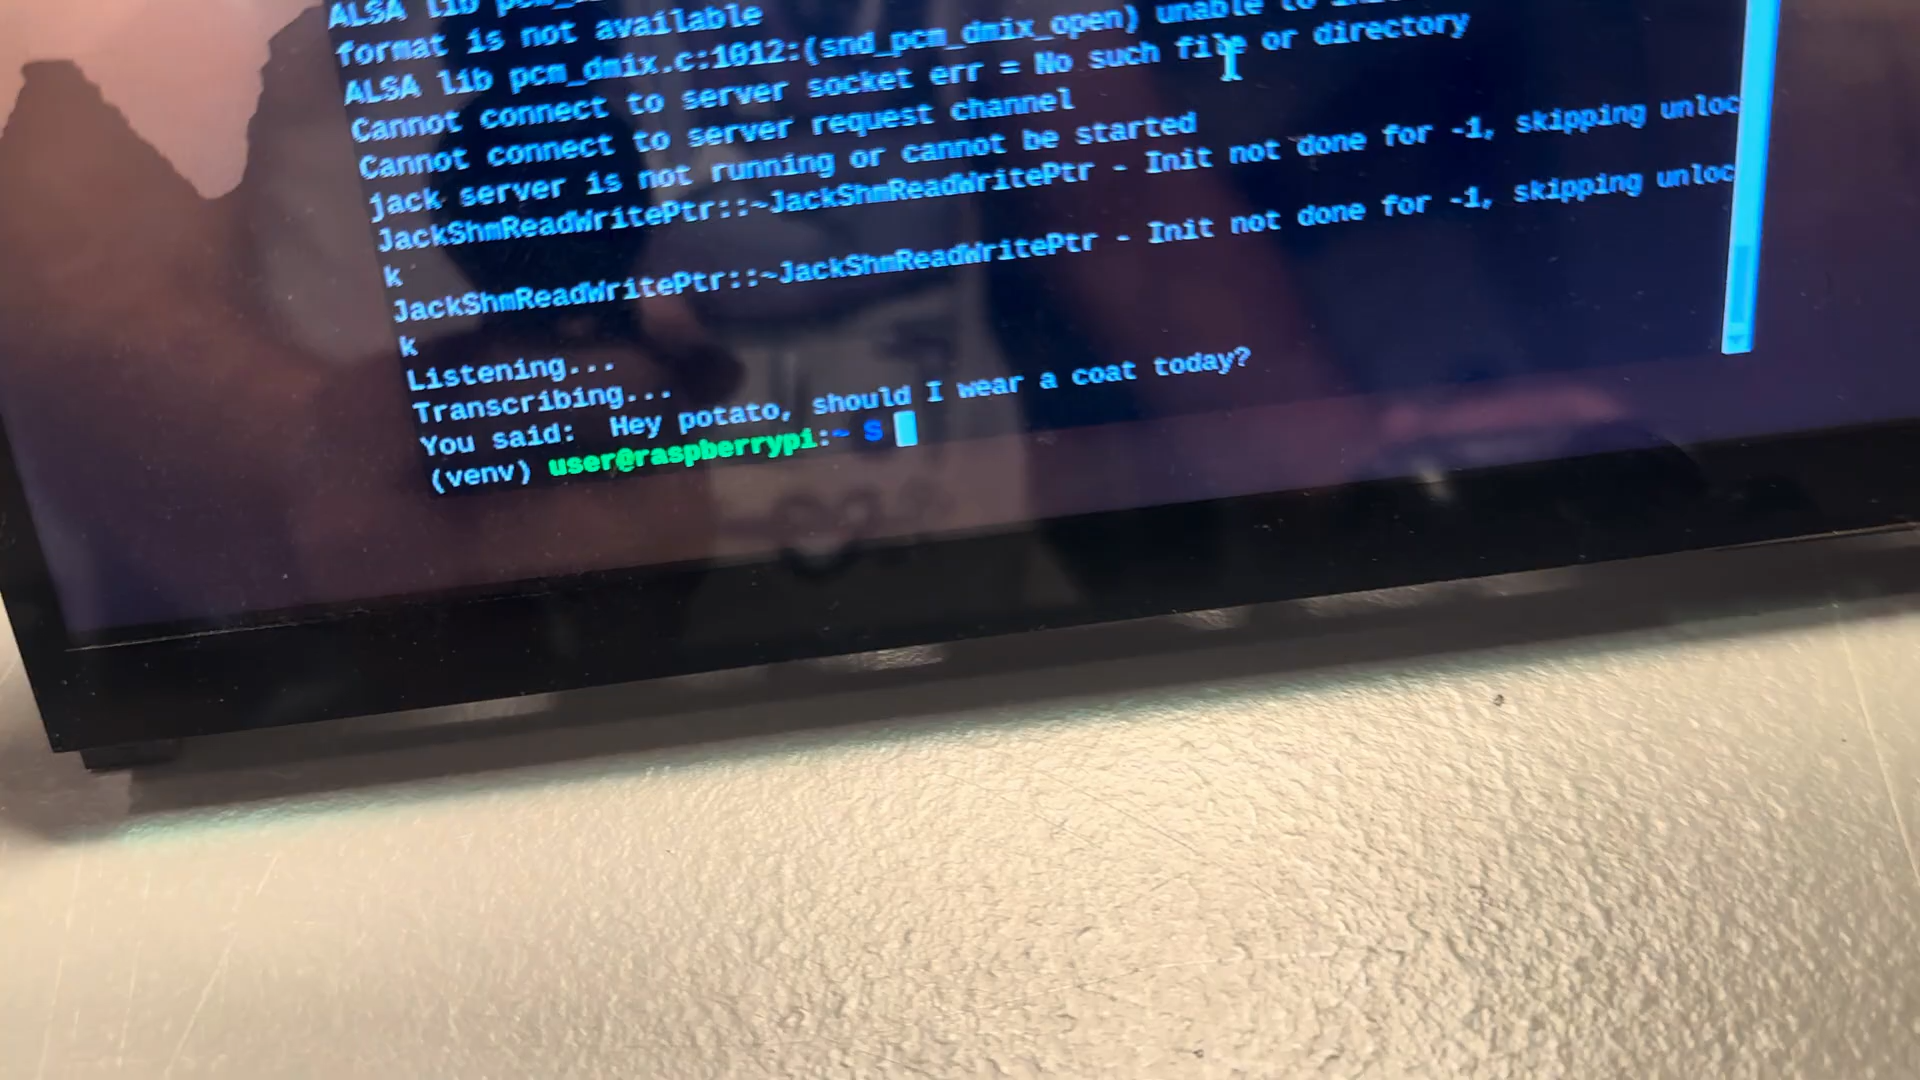 ALSA lib
format is not available
ALSA lib pcm_dmix.c:1012:(snd_pcm_dmix_open) unable to
Cannot connect to server socket err = No such file or directory
Cannot connect to server request channel
jack server is not running or cannot be started
JackShmReadWritePtr::~JackShmReadWritePtr - Init not done for -1, skipping unloc
k
JackShmReadWritePtr::~JackShmReadWritePtr - Init not done for -1, skipping unloc
k
Listening...
Transcribing...
You said: Hey potato, should I wear a coat today?
(venv) user@raspberrypi:~ $